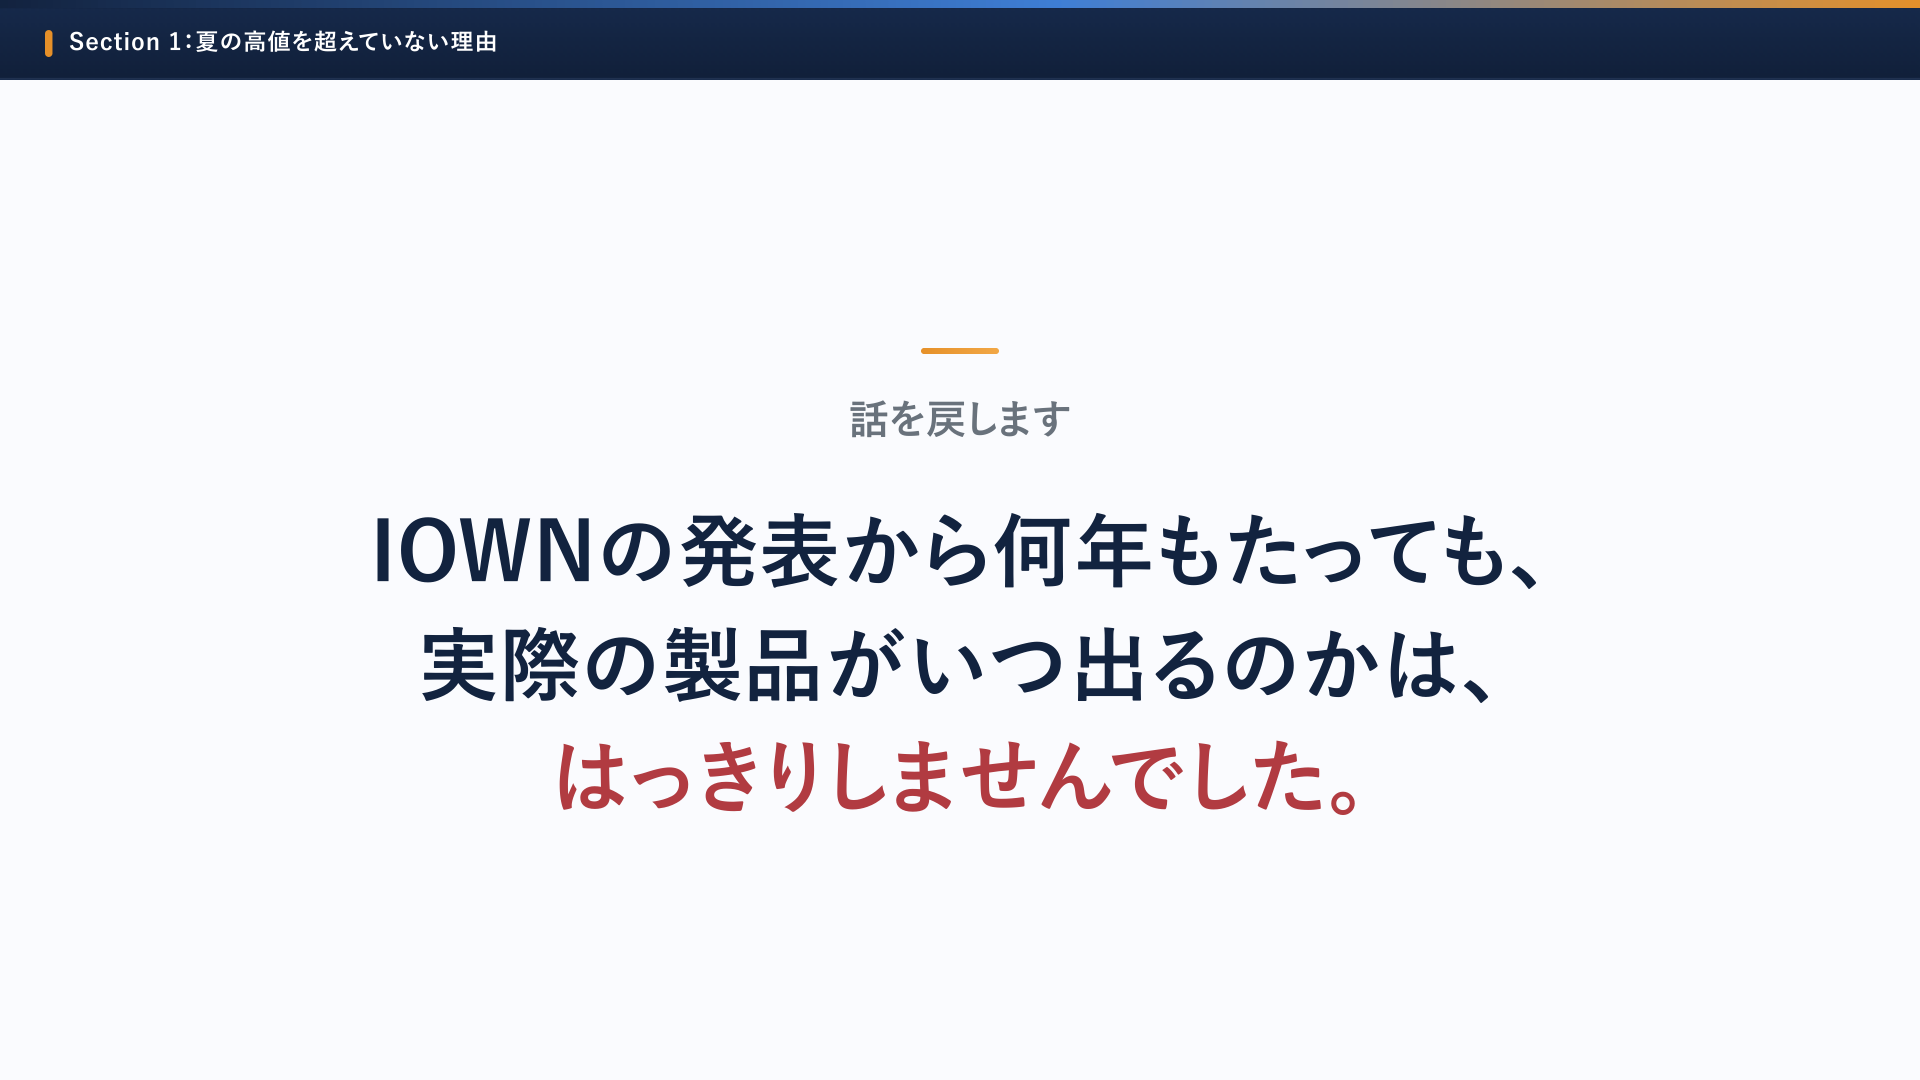 Section 1：夏の高値を超えていない理由
話を戻します
IOWNの発表から何年もたっても、
実際の製品がいつ出るのかは、
はっきりしませんでした。